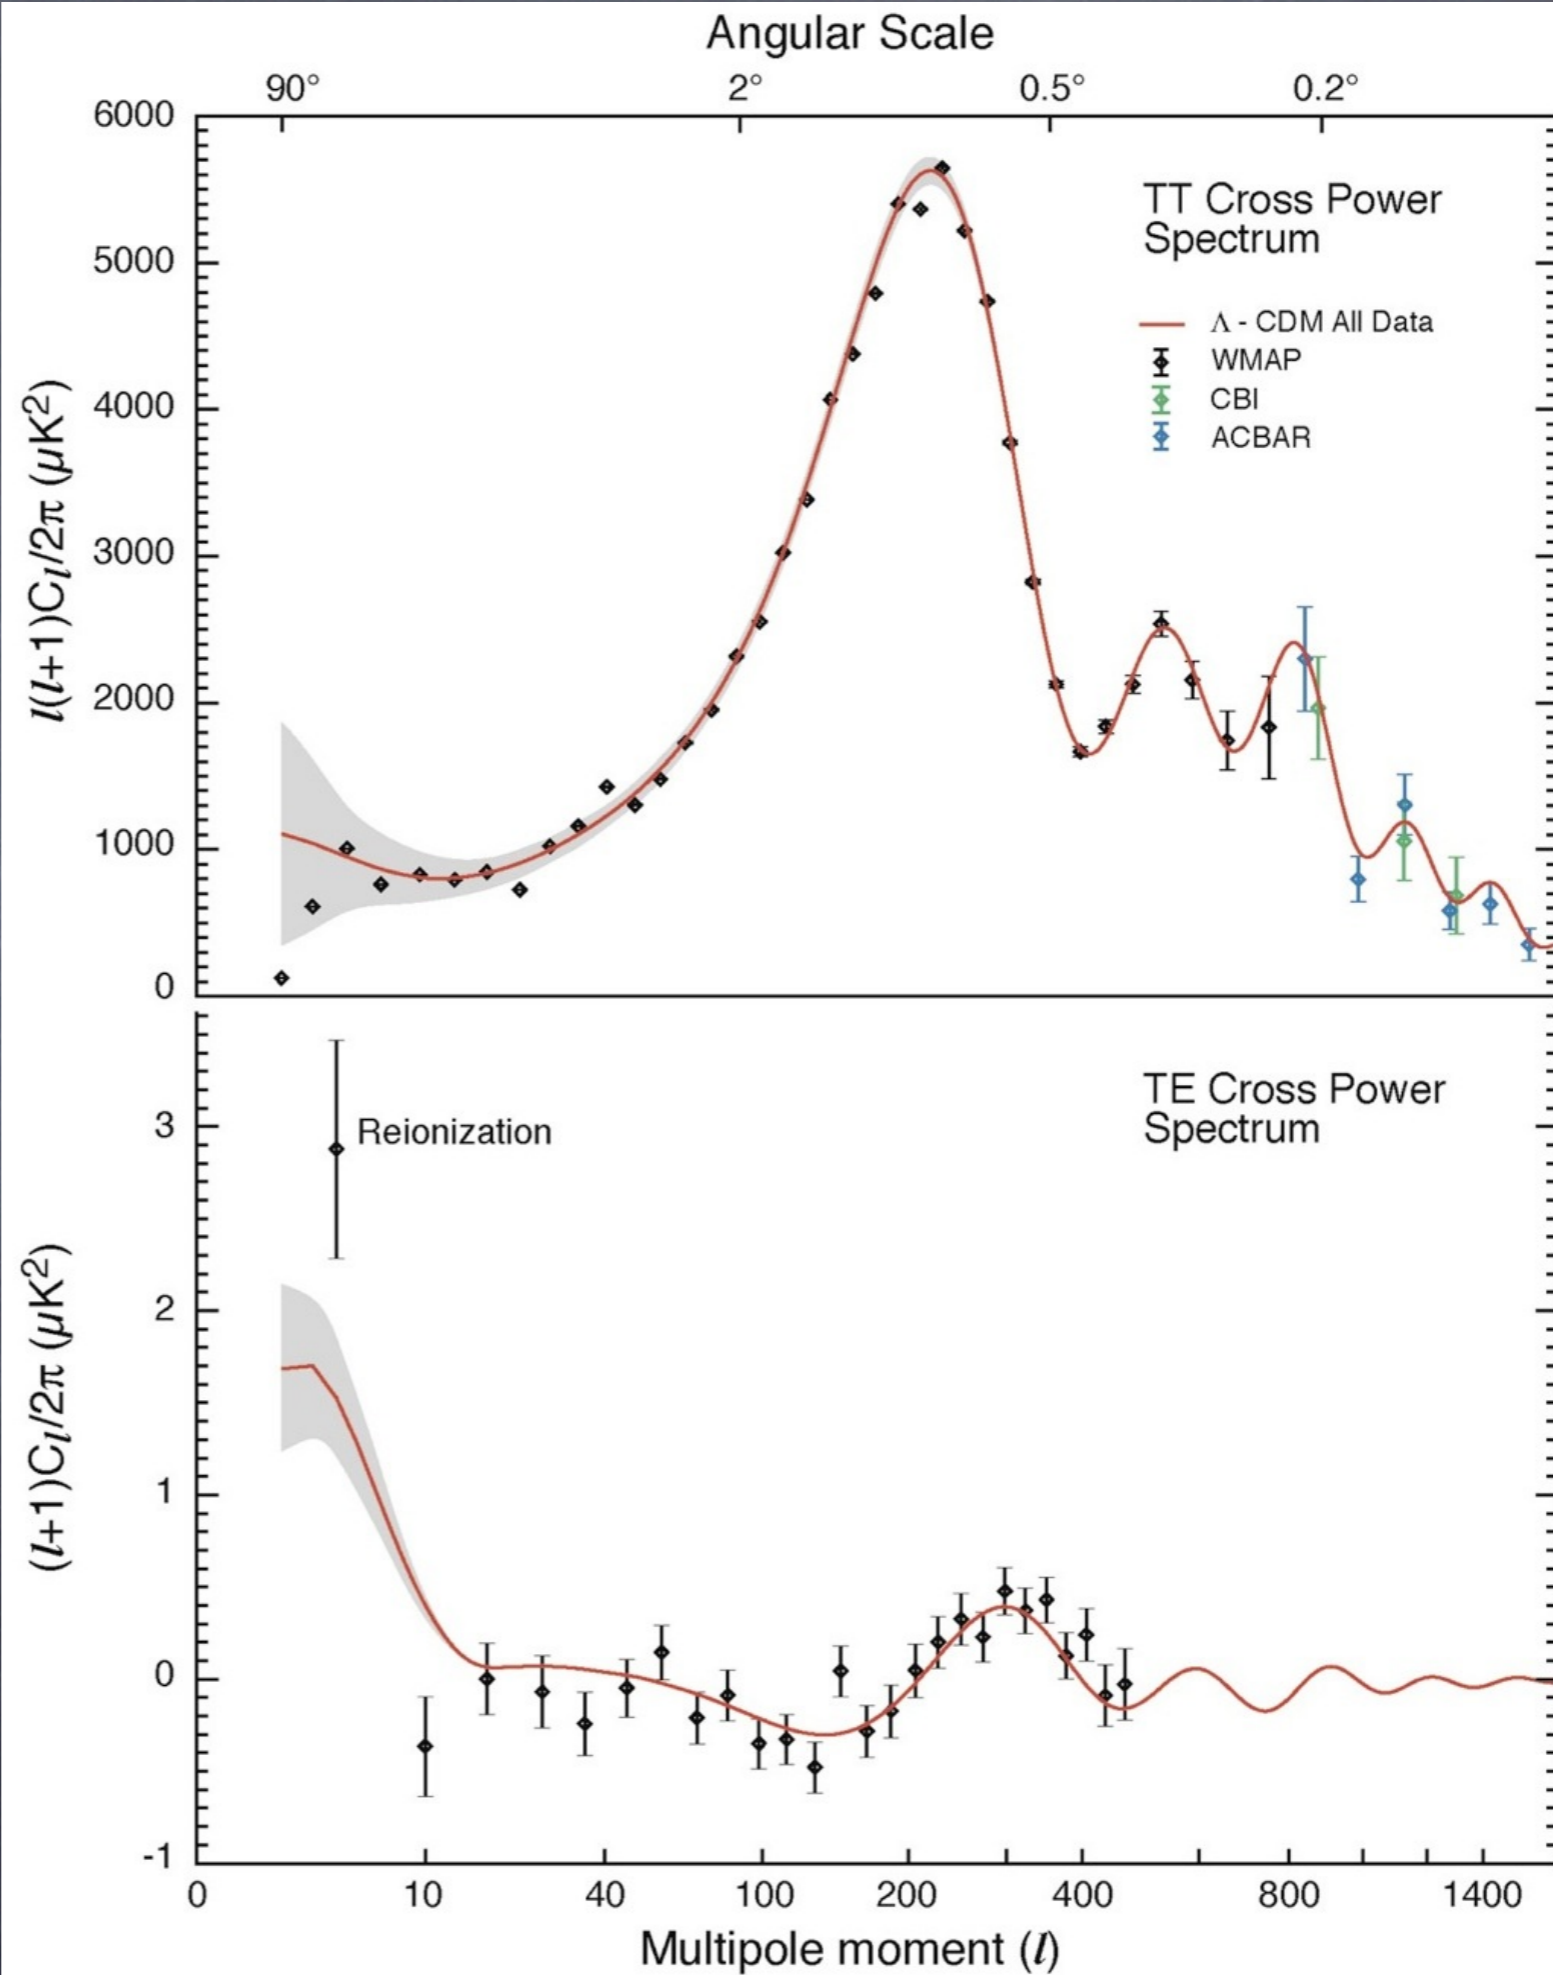 Angular Scale
90° 2° 0.5° 0.2°
6000
5000
4000
3000
2000
1000
0
l(l+1)Cl/2π (μK2)
TT Cross Power
Spectrum
Λ - CDM All Data
WMAP
CBI
ACBAR
3
2
1
0
-1
(l+1)Cl/2π (μK2)
Reionization
TE Cross Power
Spectrum
0 10 40 100 200 400 800 1400
Multipole moment (l)